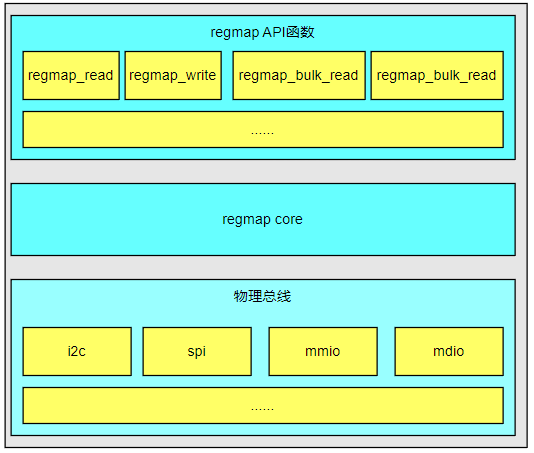 regmap API函数
regmap_read regmap_write regmap_bulk_read regmap_bulk_read
......
regmap core
物理总线
i2c spi mmio mdio
......